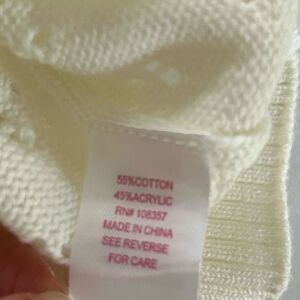 55%COTTON
45%ACRYLIC
RN# 108357
MADE IN CHINA
SEE REVERSE
FOR CARE